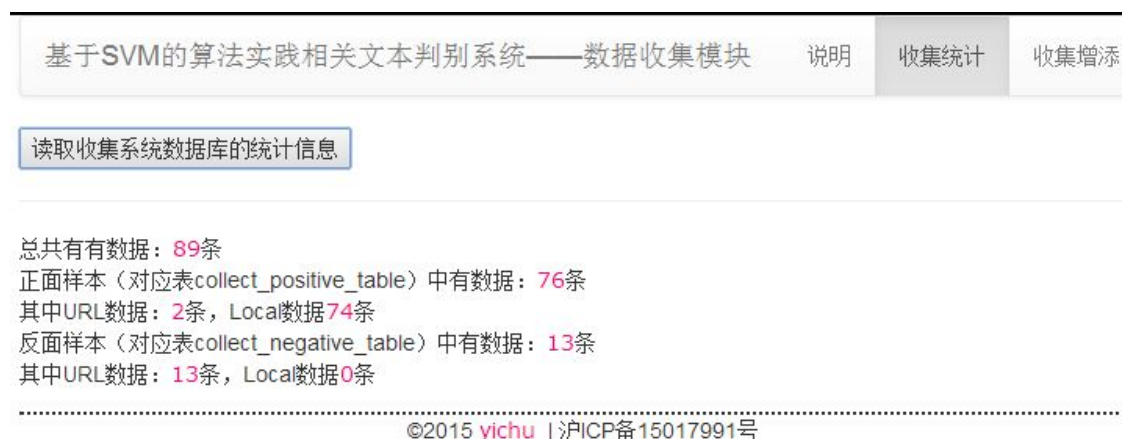 基于SVM的算法实践相关文本判别系统——数据收集模块 说明 收集统计 收集增添
读取收集系统数据库的统计信息
总共有有数据：89条
正面样本（对应表collect_positive_table）中有数据：76条
其中URL数据：2条，Local数据74条
反面样本（对应表collect_negative_table）中有数据：13条
其中URL数据：13条，Local数据0条
©2015 yichu | 沪ICP备15017991号